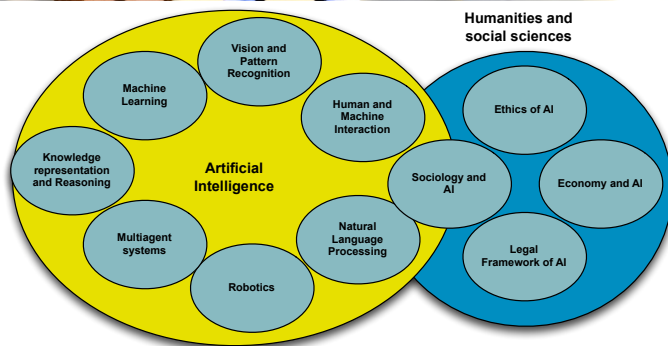 Humanities and
social sciences
Vision and
Pattern
Recognition
Machine
Learning
Human and
Machine
Interaction
Ethics of AI
Knowledge
representation
and Reasoning
Artificial
Intelligence
Sociology and
AI
Economy and AI
Multiagent
systems
Natural
Language
Processing
Legal
Framework of AI
Robotics